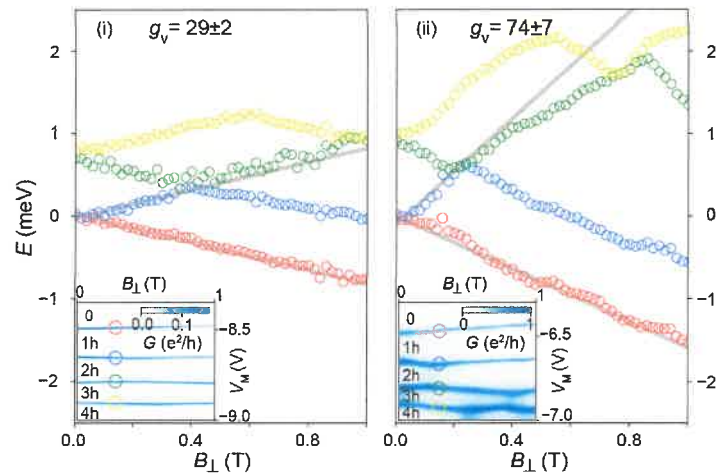 (i) g_v = 29±2
(ii) g_v = 74±7
2
1
0
−1
−2
E (meV)
2
1
0
−1
−2
0 B⊥ (T) 1
0
0.0 0.1
G (e²/h)
1h
2h
3h
4h
−8.5
V_M (V)
−9.0
0 B⊥ (T) 1
0
0 1
G (e²/h)
1h
2h
3h
4h
−6.5
V_M (V)
−7.0
0.0 0.4 0.8
B⊥ (T)
0.0 0.4 0.8
B⊥ (T)